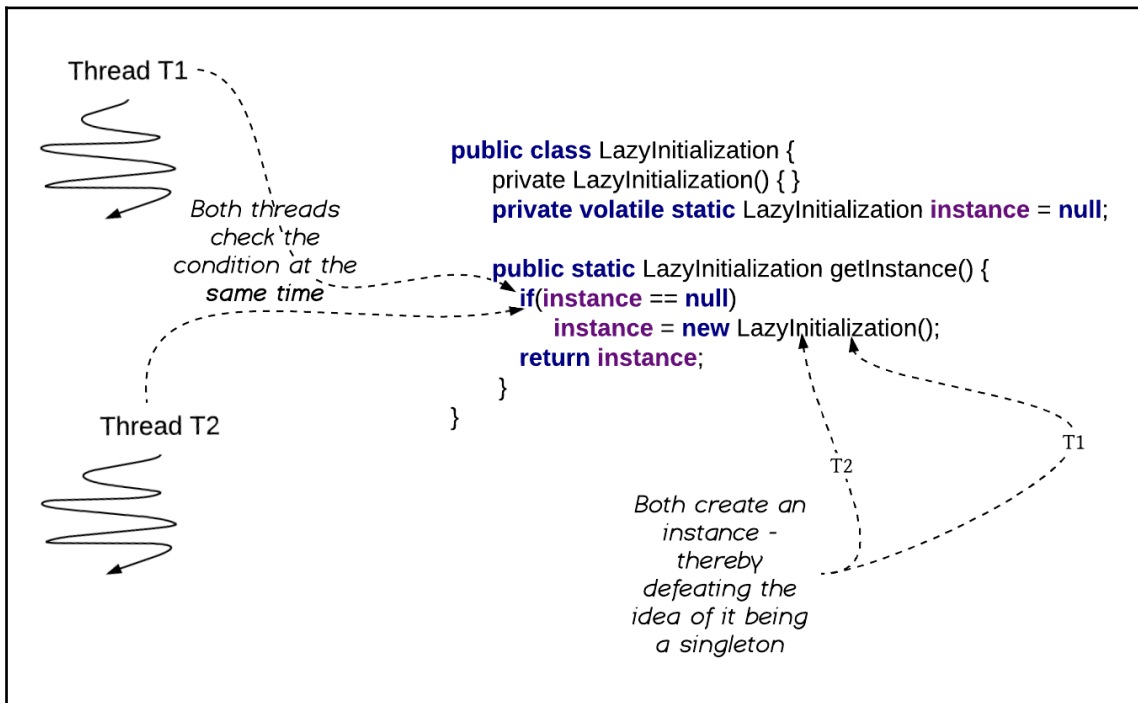 Thread T1
Both threads
check the
condition at the
same time
Thread T2
public class LazyInitialization {
private LazyInitialization() { }
private volatile static LazyInitialization instance = null;
public static LazyInitialization getInstance() {
if(instance == null)
instance = new LazyInitialization();
return instance;
}
}
T2
T1
Both create an
instance -
thereby
defeating the
idea of it being
a singleton